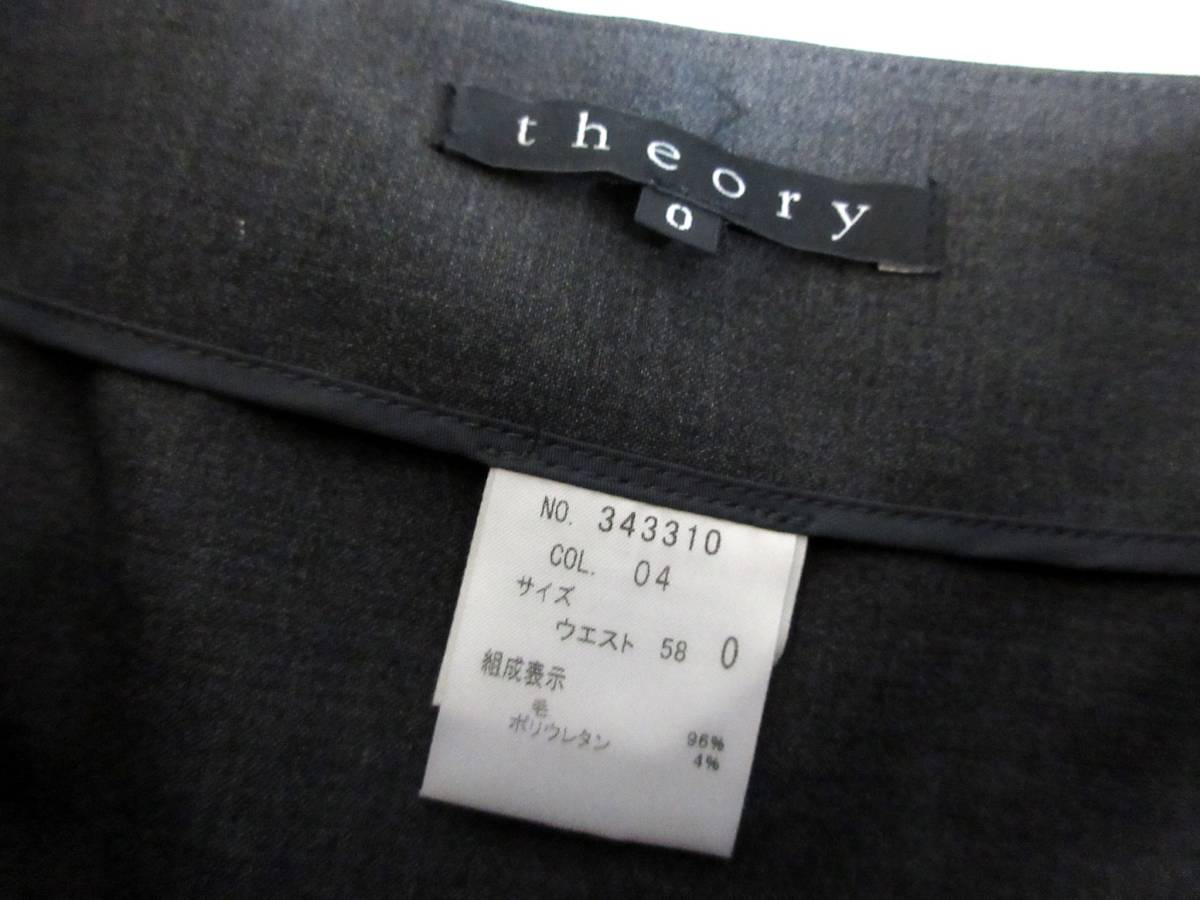 theory
0
NO. 343310
COL. 04
サイズ
ウエスト 58 0
組成表示
毛 96%
ポリウレタン 4%